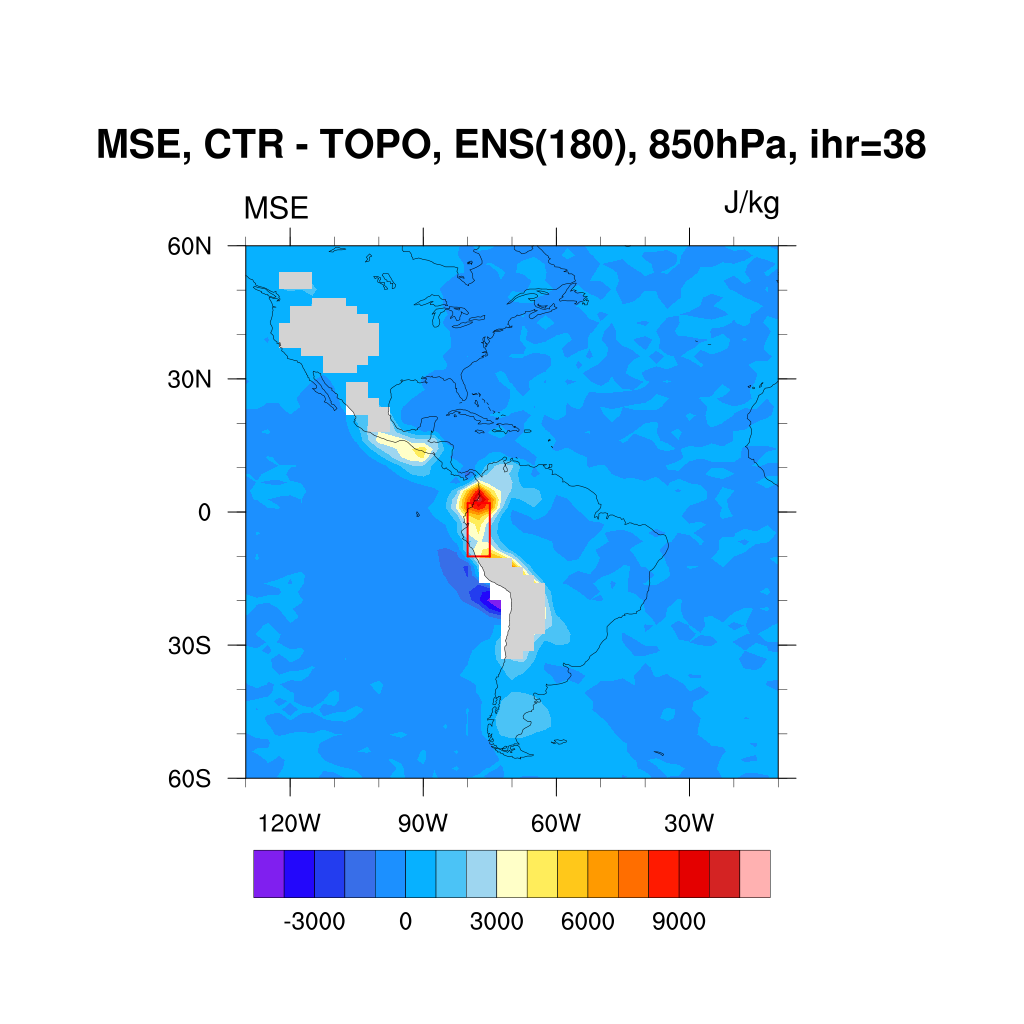 MSE, CTR - TOPO, ENS(180), 850hPa, ihr=38
MSE J/kg
60N
30N
0
30S
60S
120W 90W 60W 30W
-3000 0 3000 6000 9000